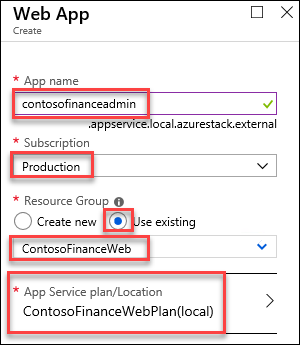 Web App
Create
* App name
contosofinanceadmin
.appservice.local.azurestack.external
* Subscription
Production
* Resource Group
Create new Use existing
ContosoFinanceWeb
* App Service plan/Location
ContosoFinanceWebPlan(local)